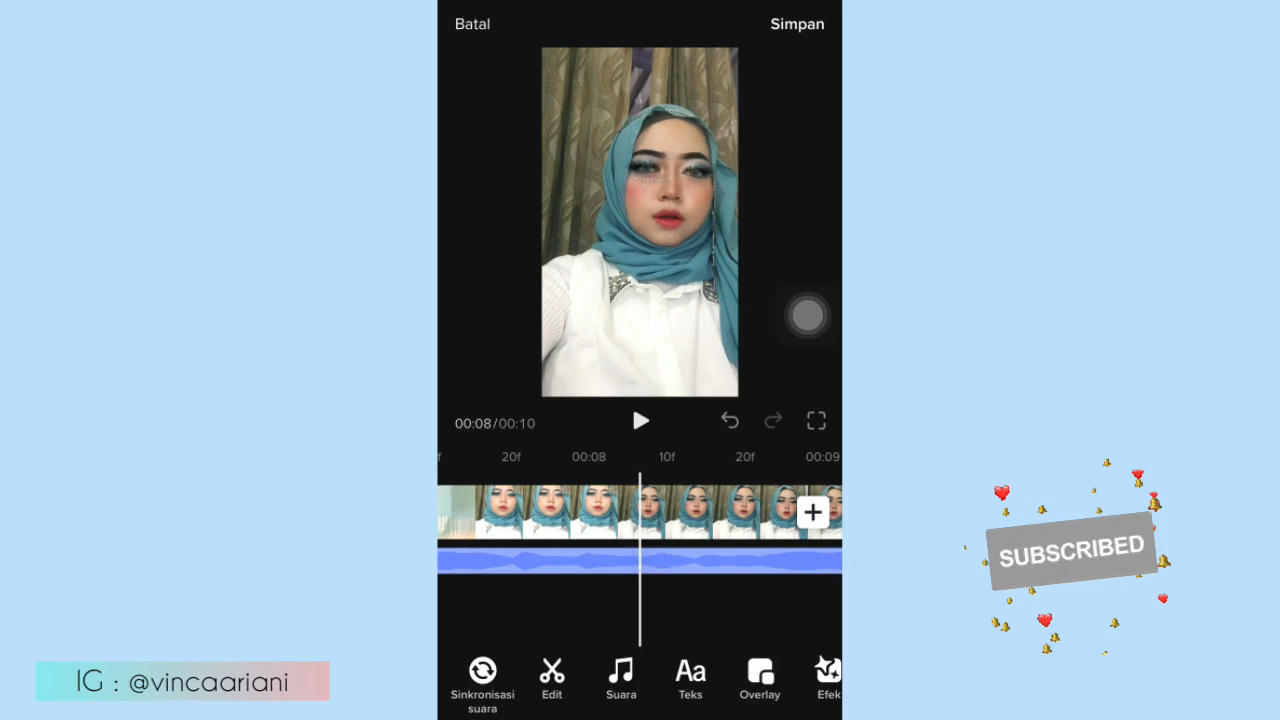 Batal
Simpan
00:08/00:10
f 20f 00:08 10f 20f 00:09
SUBSCRIBED
IG : @vincaariani
Sinkronisasi suara
Edit
Suara
Teks
Aa
Overlay
Efek